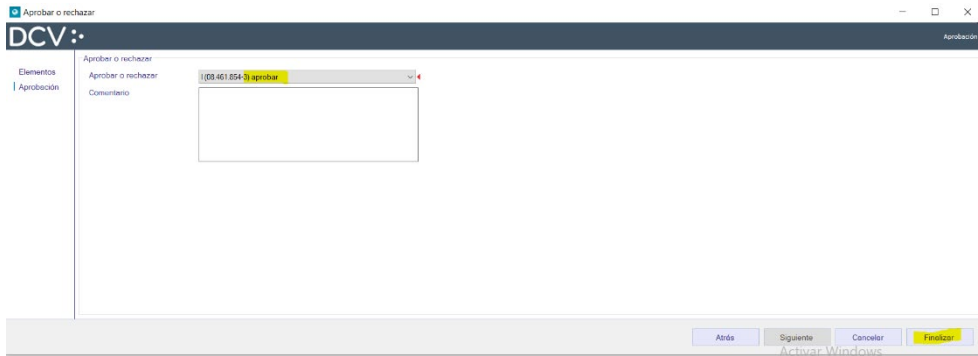 Aprobar o rechazar
DCV
Aprobación
Aprobar o rechazar
Elementos
Aprobar o rechazar
I(08.461.854-3) aprobar
Aprobación
Comentario
Atrás
Siguiente
Cancelar
Finalizar
Activar Windows